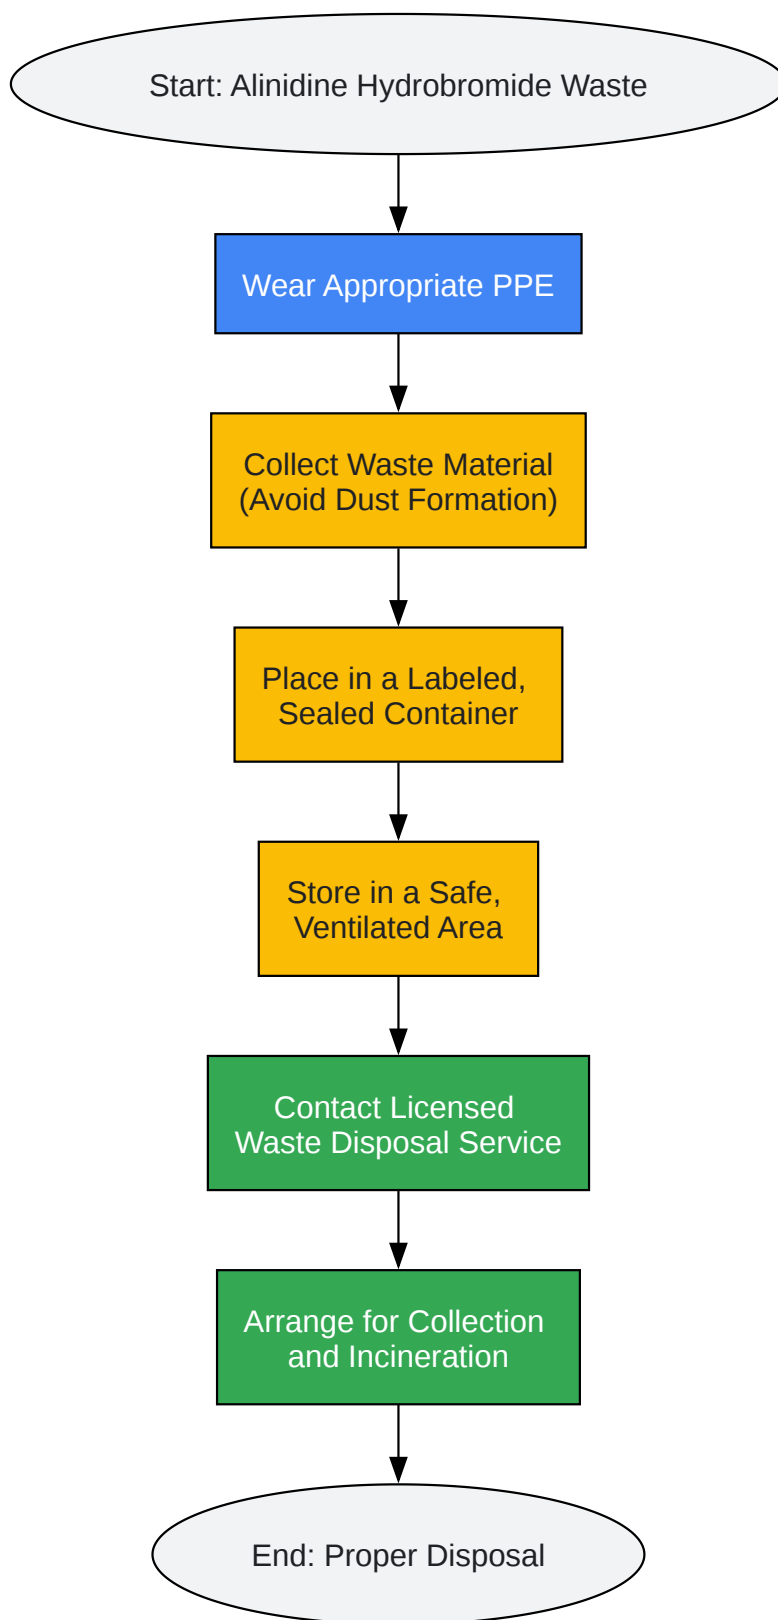 Start: Alinidine Hydrobromide Waste
Wear Appropriate PPE
Collect Waste Material
(Avoid Dust Formation)
Place in a Labeled,
Sealed Container
Store in a Safe,
Ventilated Area
Contact Licensed
Waste Disposal Service
Arrange for Collection
and Incineration
End: Proper Disposal